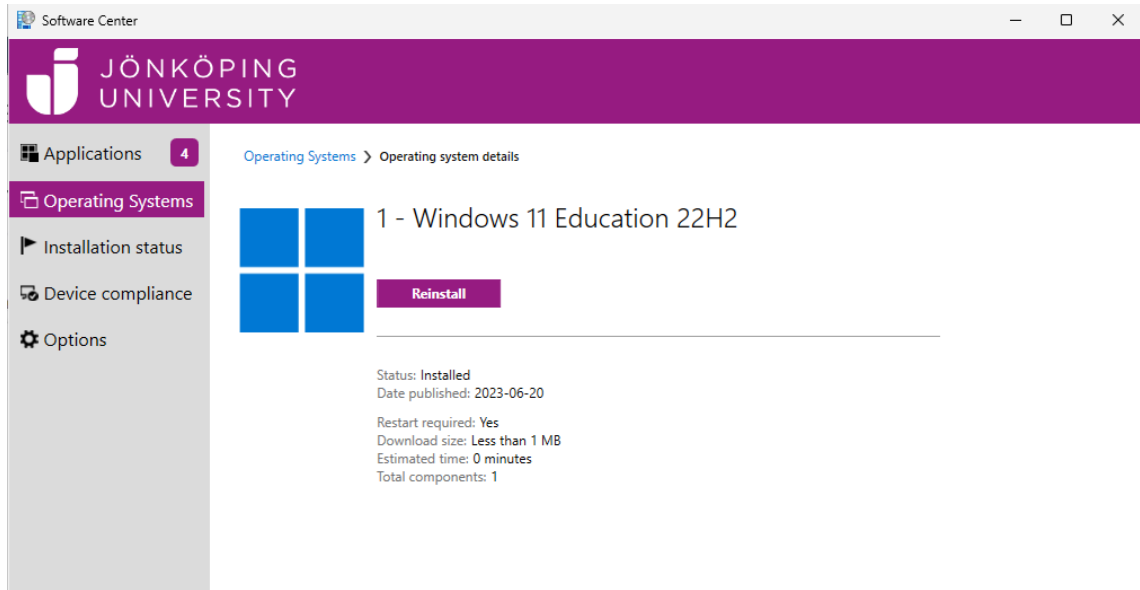 Software Center
JÖNKÖPING
UNIVERSITY
Applications 4
Operating Systems
Installation status
Device compliance
Options
Operating Systems ❯ Operating system details
1 - Windows 11 Education 22H2
Reinstall
Status: Installed
Date published: 2023-06-20
Restart required: Yes
Download size: Less than 1 MB
Estimated time: 0 minutes
Total components: 1